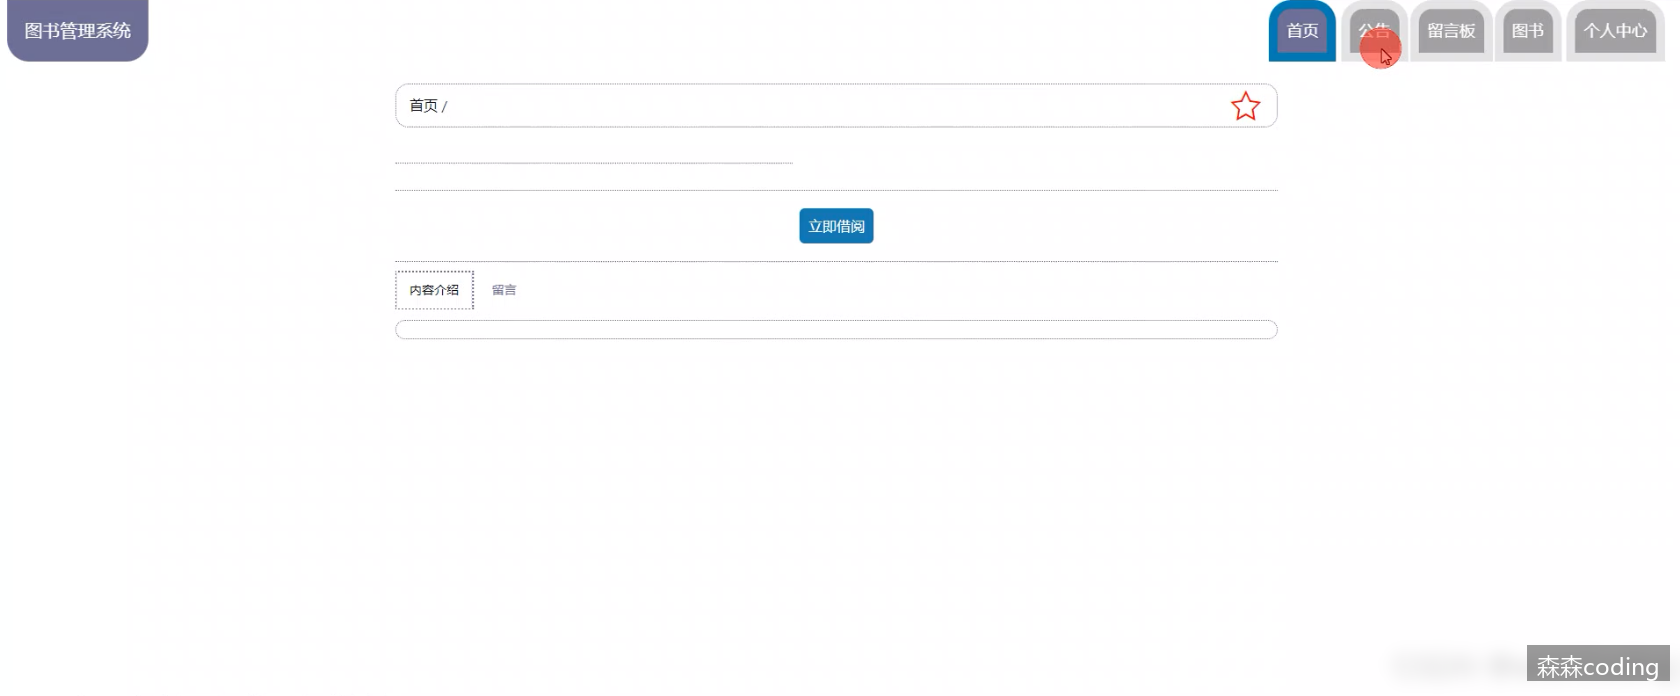 图书管理系统
首页 公告 留言板 图书 个人中心
首页 /
立即借阅
内容介绍 留言
森森coding